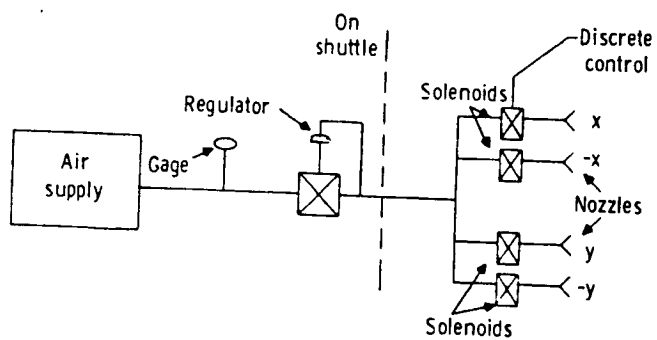 On
shuttle
Discrete
control
Solenoids
Regulator
x
Air
supply
Gage
-x
Nozzles
y
-y
Solenoids